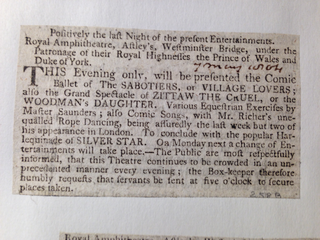 Positively the last Night of the present Entertainments.
Royal Amphitheatre, Astley's, Westminster Bridge, under the
Patronage of their Royal Highnesses the Prince of Wales and
Duke of York.
THIS Evening only, will be presented the Comic
Ballet of The SABOTIERS, or VILLAGE LOVERS;
also the Grand Spectacle of ZITTAW THE CRUEL, or the
WOODMAN's DAUGHTER. Various Equestrian Exercises by
Master Saunders; also Comic Songs, with Mr. Richer's une-
qualled Rope Dancing, being assuredly the last week but two of
his appearance in London. To conclude with the popular Har-
lequinade of SILVER STAR. On Monday next a change of En-
tertainments will take place.—The Public are most respectfully
informed, that this Theatre continues to be crowded in an un-
precedented manner every evening; the Box-keeper therefore
humbly requests that servants be sent at five o'clock to secure
places taken.
Royal Amphitheatre